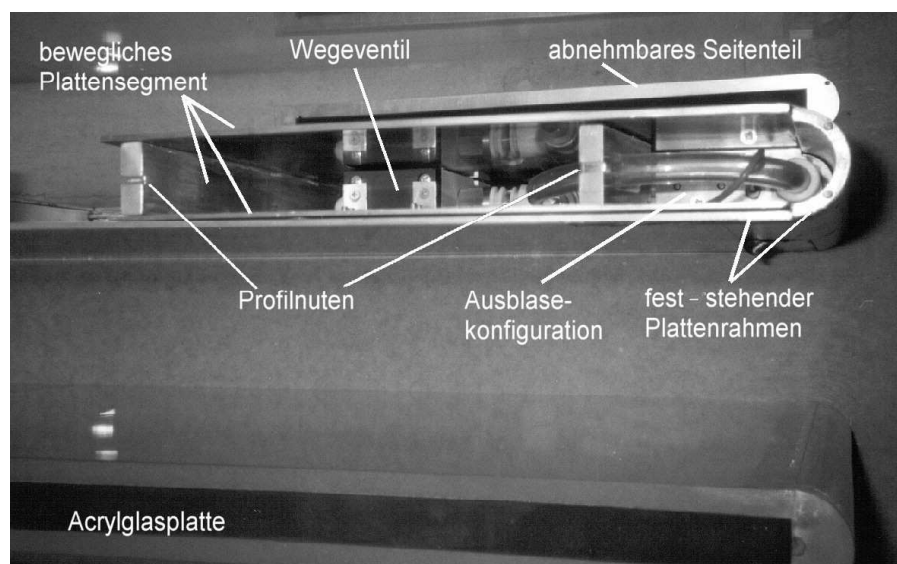 bewegliches
Plattensegment
Wegeventil
abnehmbares Seitenteil
Profilnuten
Ausblase-
konfiguration
fest - stehender
Plattenrahmen
Acrylglasplatte